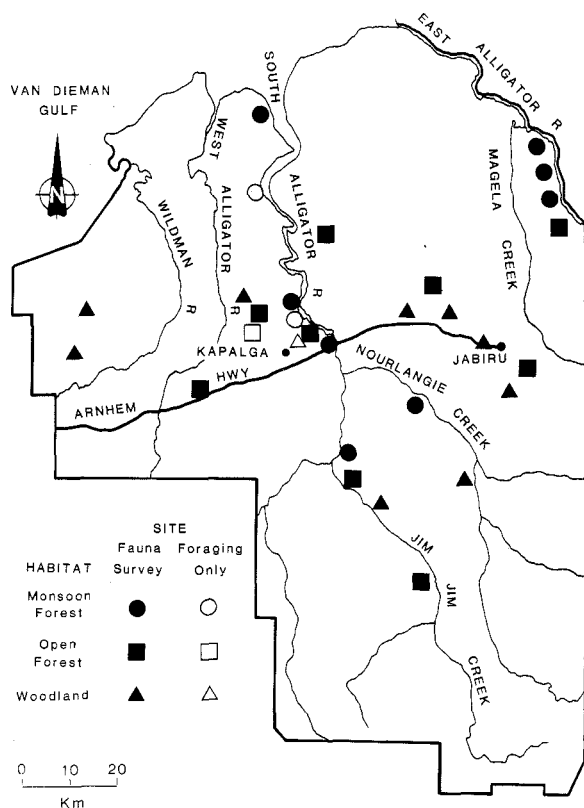 VAN DIEMAN
GULF
N
EAST ALLIGATOR R
SOUTH ALLIGATOR R
WEST ALLIGATOR R
WILDMAN R
MAGELA CREEK
KAPALGA
JABIRU
ARNHEM HWY
NOURLANGIE CREEK
JIM JIM CREEK
SITE
Fauna Foraging
HABITAT Survey Only
Monsoon
Forest
Open
Forest
Woodland
0 10 20
Km